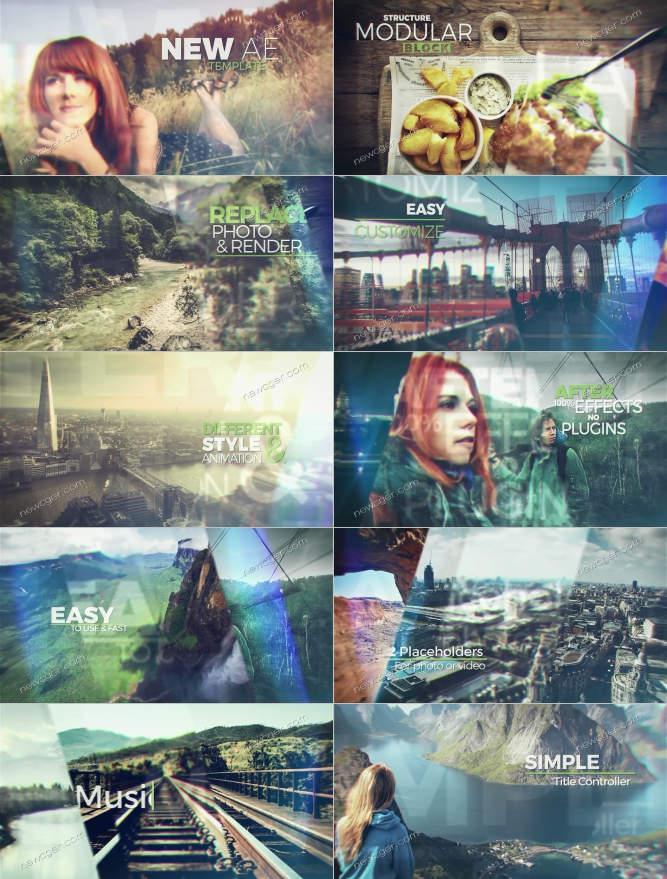 NEW AE
TEMPLATE
STRUCTURE
MODULAR
BLOCK
REPLACE
PHOTO
& RENDER
EASY
CUSTOMIZE
DIFFERENT
STYLE &
ANIMATION
AFTER
100% EFFECTS
NO
PLUGINS
EASY
TO USE & FAST
2 Placeholders
For photo or video
Musi
SIMPLE
Title Controller
newcger.com